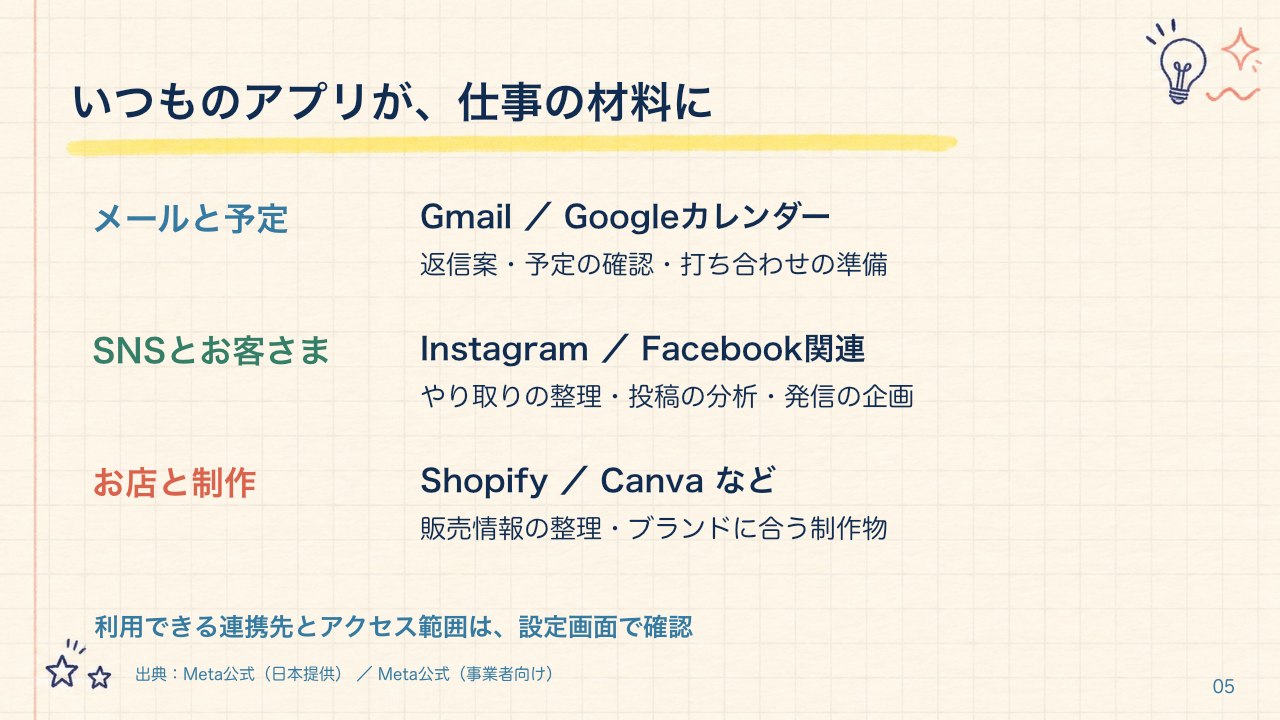 いつものアプリが、仕事の材料に
メールと予定
Gmail ／ Googleカレンダー
返信案・予定の確認・打ち合わせの準備
SNSとお客さま
Instagram ／ Facebook関連
やり取りの整理・投稿の分析・発信の企画
お店と制作
Shopify ／ Canva など
販売情報の整理・ブランドに合う制作物
利用できる連携先とアクセス範囲は、設定画面で確認
出典：Meta公式（日本提供） ／ Meta公式（事業者向け）
05